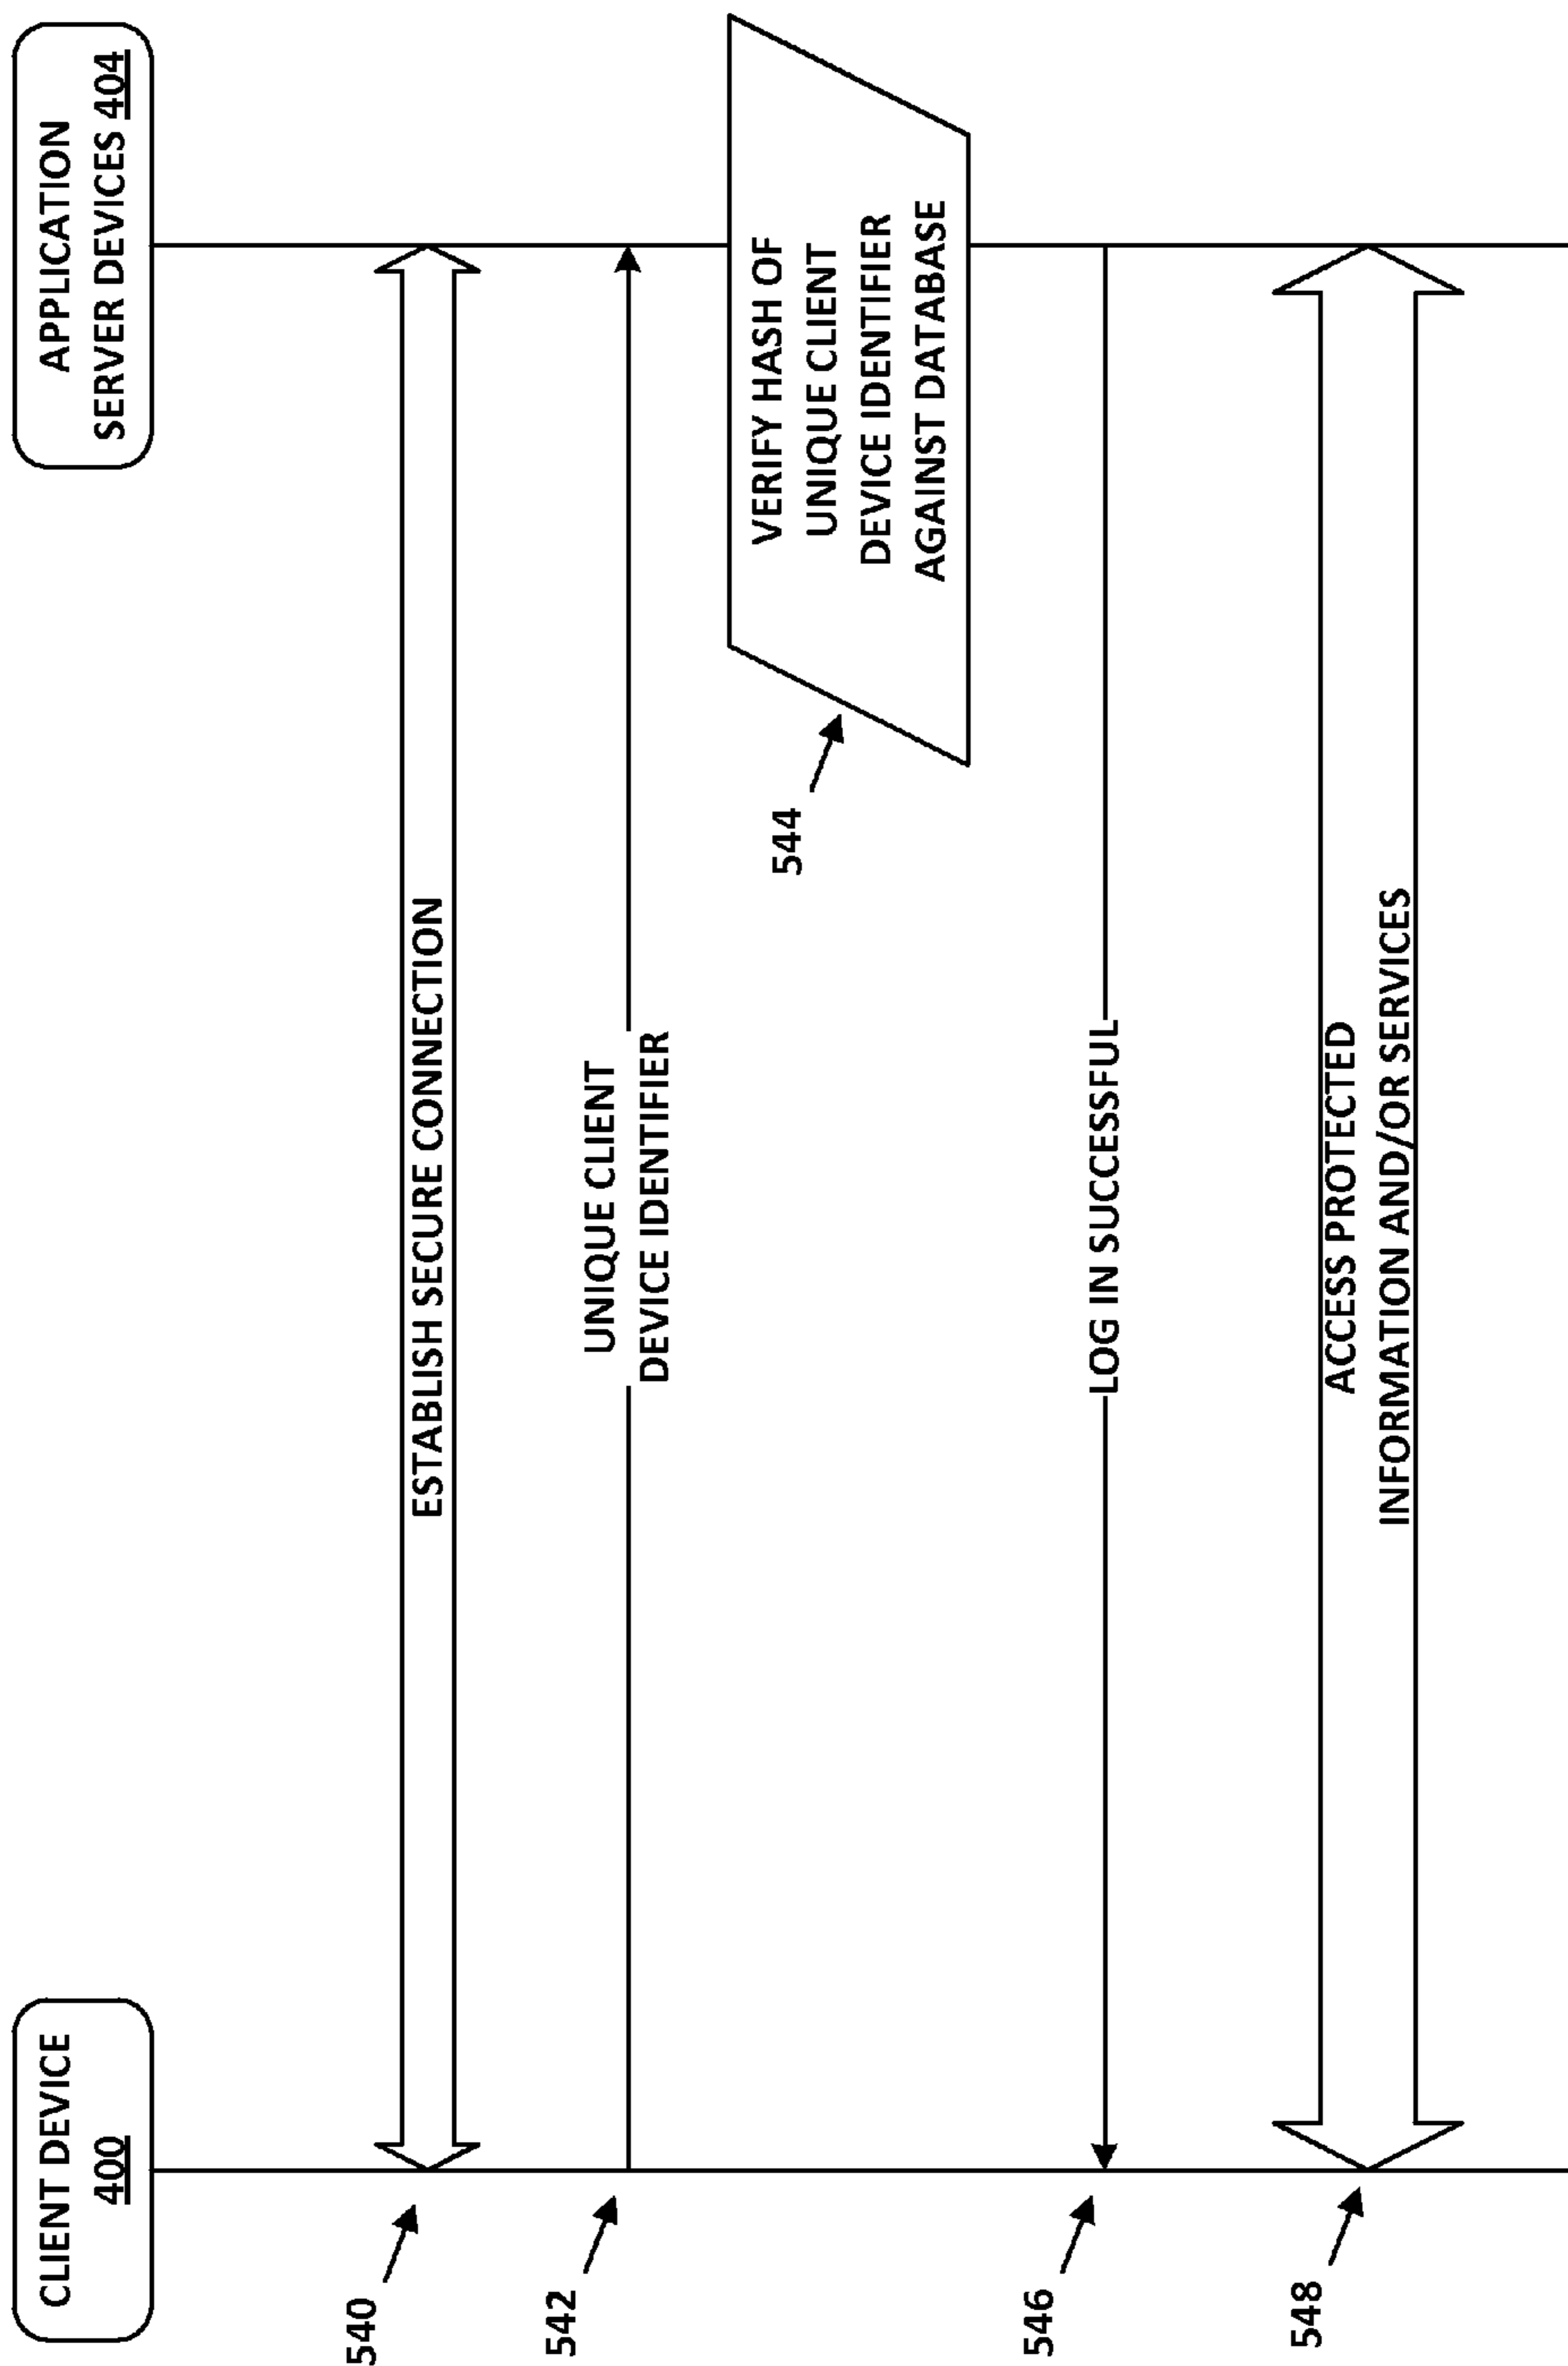 CLIENT DEVICE
400
APPLICATION
SERVER DEVICES 404
540
ESTABLISH SECURE CONNECTION
542
UNIQUE CLIENT
DEVICE IDENTIFIER
544
VERIFY HASH OF
UNIQUE CLIENT
DEVICE IDENTIFIER
AGAINST DATABASE
546
LOG IN SUCCESSFUL
548
ACCESS PROTECTED
INFORMATION AND/OR SERVICES